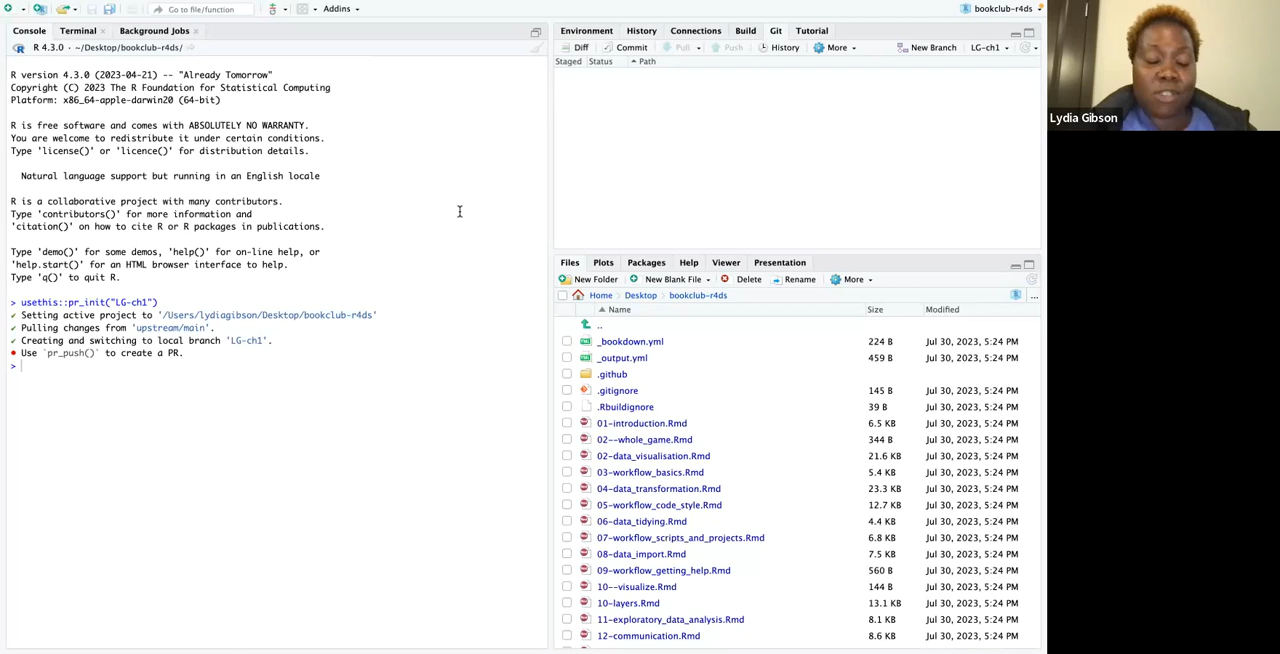 Go to file/function
Addins
bookclub-r4ds
Console Terminal Background Jobs
R 4.3.0 · ~/Desktop/bookclub-r4ds/
R version 4.3.0 (2023-04-21) -- "Already Tomorrow"
Copyright (C) 2023 The R Foundation for Statistical Computing
Platform: x86_64-apple-darwin20 (64-bit)
R is free software and comes with ABSOLUTELY NO WARRANTY.
You are welcome to redistribute it under certain conditions.
Type 'license()' or 'licence()' for distribution details.
Natural language support but running in an English locale
R is a collaborative project with many contributors.
Type 'contributors()' for more information and
'citation()' on how to cite R or R packages in publications.
Type 'demo()' for some demos, 'help()' for on-line help, or
'help.start()' for an HTML browser interface to help.
Type 'q()' to quit R.
> usethis::pr_init("LG-ch1")
✔ Setting active project to '/Users/lydiagibson/Desktop/bookclub-r4ds'
✔ Pulling changes from 'upstream/main'.
✔ Creating and switching to local branch 'LG-ch1'.
• Use `pr_push()` to create a PR.
>
Environment History Connections Build Git Tutorial
Diff Commit Pull Push History More New Branch LG-ch1
Staged Status Path
Files Plots Packages Help Viewer Presentation
New Folder New Blank File Delete Rename More
Home Desktop bookclub-r4ds ...
Name Size Modified
..
_bookdown.yml 224 B Jul 30, 2023, 5:24 PM
_output.yml 459 B Jul 30, 2023, 5:24 PM
.github
.gitignore 145 B Jul 30, 2023, 5:24 PM
.Rbuildignore 39 B Jul 30, 2023, 5:24 PM
01-introduction.Rmd 6.5 KB Jul 30, 2023, 5:24 PM
02--whole_game.Rmd 344 B Jul 30, 2023, 5:24 PM
02-data_visualisation.Rmd 21.6 KB Jul 30, 2023, 5:24 PM
03-workflow_basics.Rmd 5.4 KB Jul 30, 2023, 5:24 PM
04-data_transformation.Rmd 23.3 KB Jul 30, 2023, 5:24 PM
05-workflow_code_style.Rmd 12.7 KB Jul 30, 2023, 5:24 PM
06-data_tidying.Rmd 4.4 KB Jul 30, 2023, 5:24 PM
07-workflow_scripts_and_projects.Rmd 6.8 KB Jul 30, 2023, 5:24 PM
08-data_import.Rmd 7.5 KB Jul 30, 2023, 5:24 PM
09-workflow_getting_help.Rmd 560 B Jul 30, 2023, 5:24 PM
10--visualize.Rmd 144 B Jul 30, 2023, 5:24 PM
10-layers.Rmd 13.1 KB Jul 30, 2023, 5:24 PM
11-exploratory_data_analysis.Rmd 8.1 KB Jul 30, 2023, 5:24 PM
12-communication.Rmd 8.6 KB Jul 30, 2023, 5:24 PM
Lydia Gibson